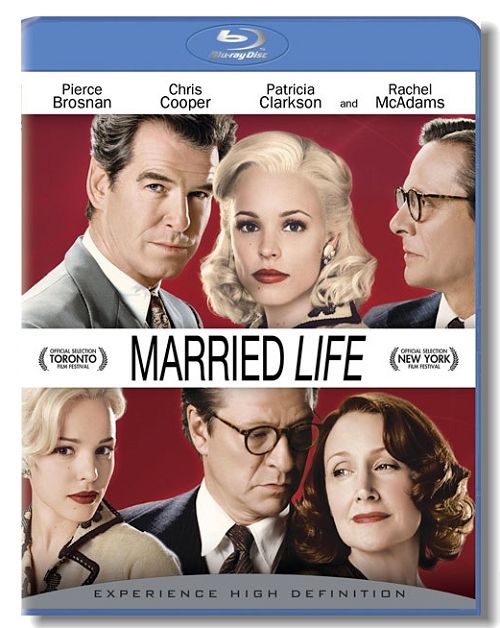 Blu-ray Disc
Pierce Brosnan
Chris Cooper
Patricia Clarkson
and
Rachel McAdams
OFFICIAL SELECTION
TORONTO
FILM FESTIVAL
MARRIED LIFE
OFFICIAL SELECTION
NEW YORK
FILM FESTIVAL
EXPERIENCE HIGH DEFINITION